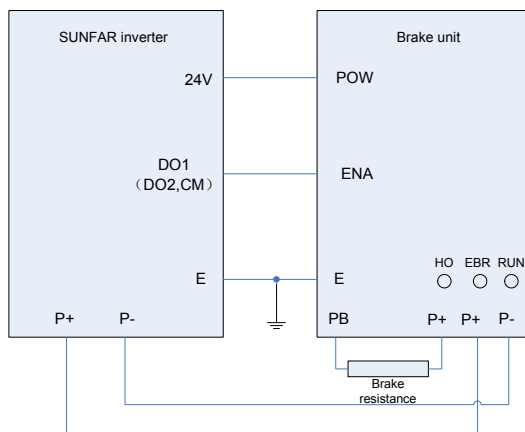 SUNFAR inverter
Brake unit
24V
POW
DO1
（DO2,CM）
ENA
E
E
HO
EBR
RUN
P+
P-
PB
P+
P+
P-
Brake
resistance